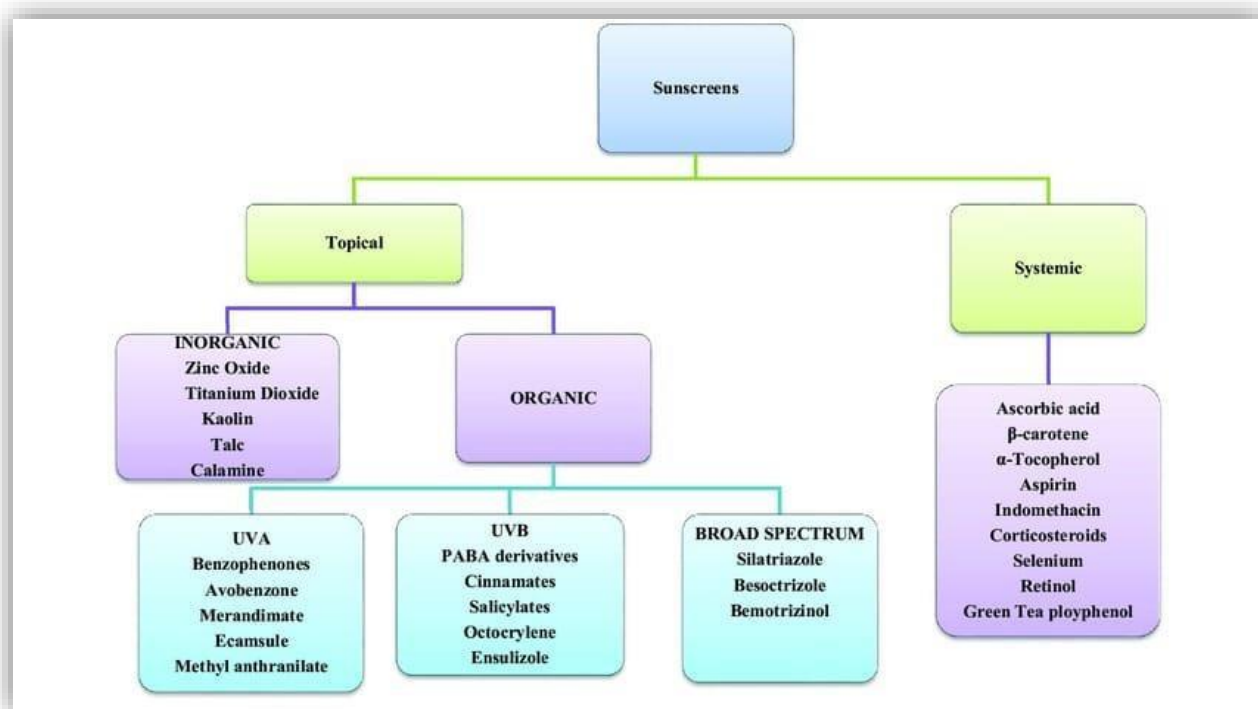 Sunscreens
Topical
Systemic
INORGANIC
Zinc Oxide
Titanium Dioxide
Kaolin
Talc
Calamine
ORGANIC
Ascorbic acid
β-carotene
α-Tocopherol
Aspirin
Indomethacin
Corticosteroids
Selenium
Retinol
Green Tea ployphenol
UVA
Benzophenones
Avobenzone
Merandimate
Ecamsule
Methyl anthranilate
UVB
PABA derivatives
Cinnamates
Salicylates
Octocrylene
Ensulizole
BROAD SPECTRUM
Silatriazole
Besoctrizole
Bemotrizinol